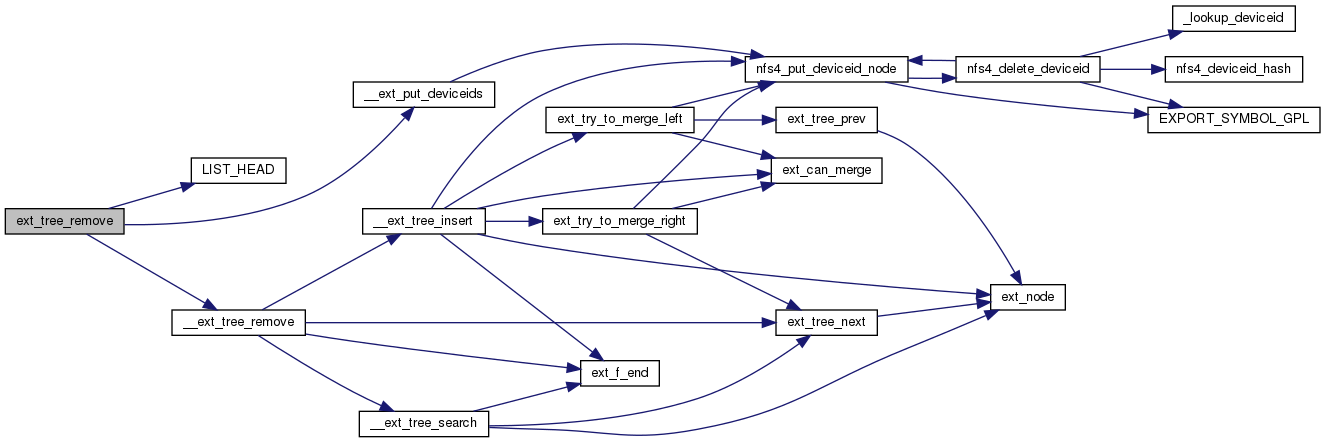 _lookup_deviceid
nfs4_put_deviceid_node
nfs4_delete_deviceid
nfs4_deviceid_hash
__ext_put_deviceids
ext_try_to_merge_left
ext_tree_prev
EXPORT_SYMBOL_GPL
LIST_HEAD
ext_can_merge
ext_tree_remove
__ext_tree_insert
ext_try_to_merge_right
ext_node
__ext_tree_remove
ext_tree_next
ext_f_end
__ext_tree_search